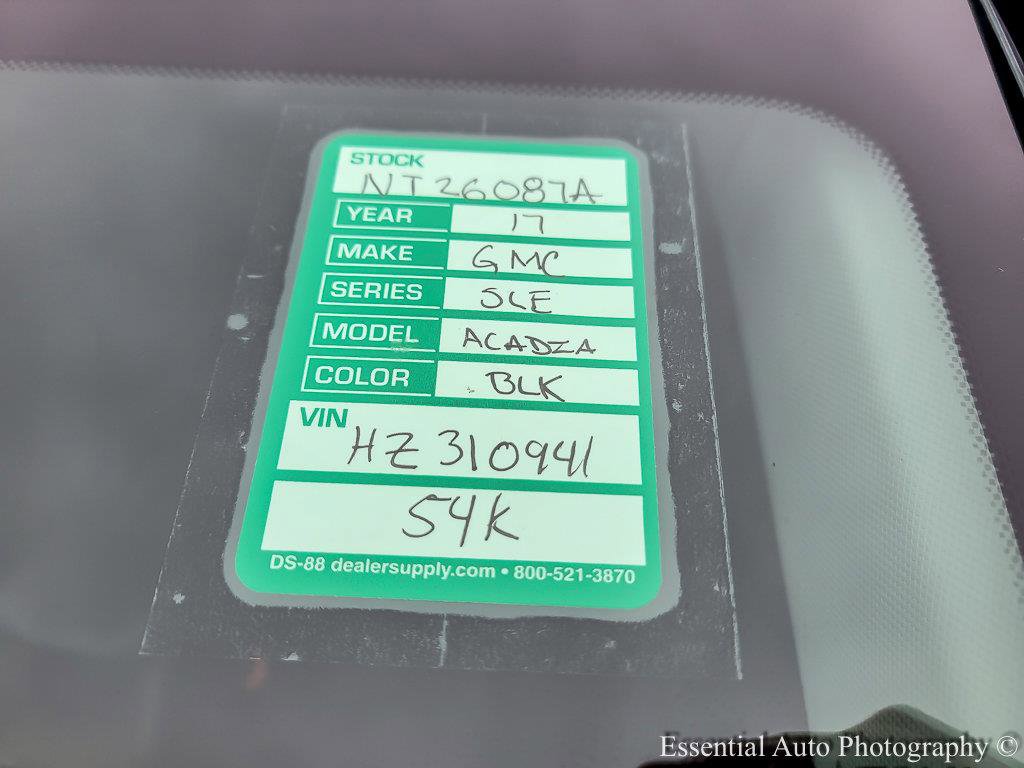 STOCK
NT26087A
YEAR 17
MAKE GMC
SERIES SLE
MODEL ACADIA
COLOR BLK
VIN
HZ310941
54K
DS-88 dealersupply.com • 800-521-3870
Essential Auto Photography ©